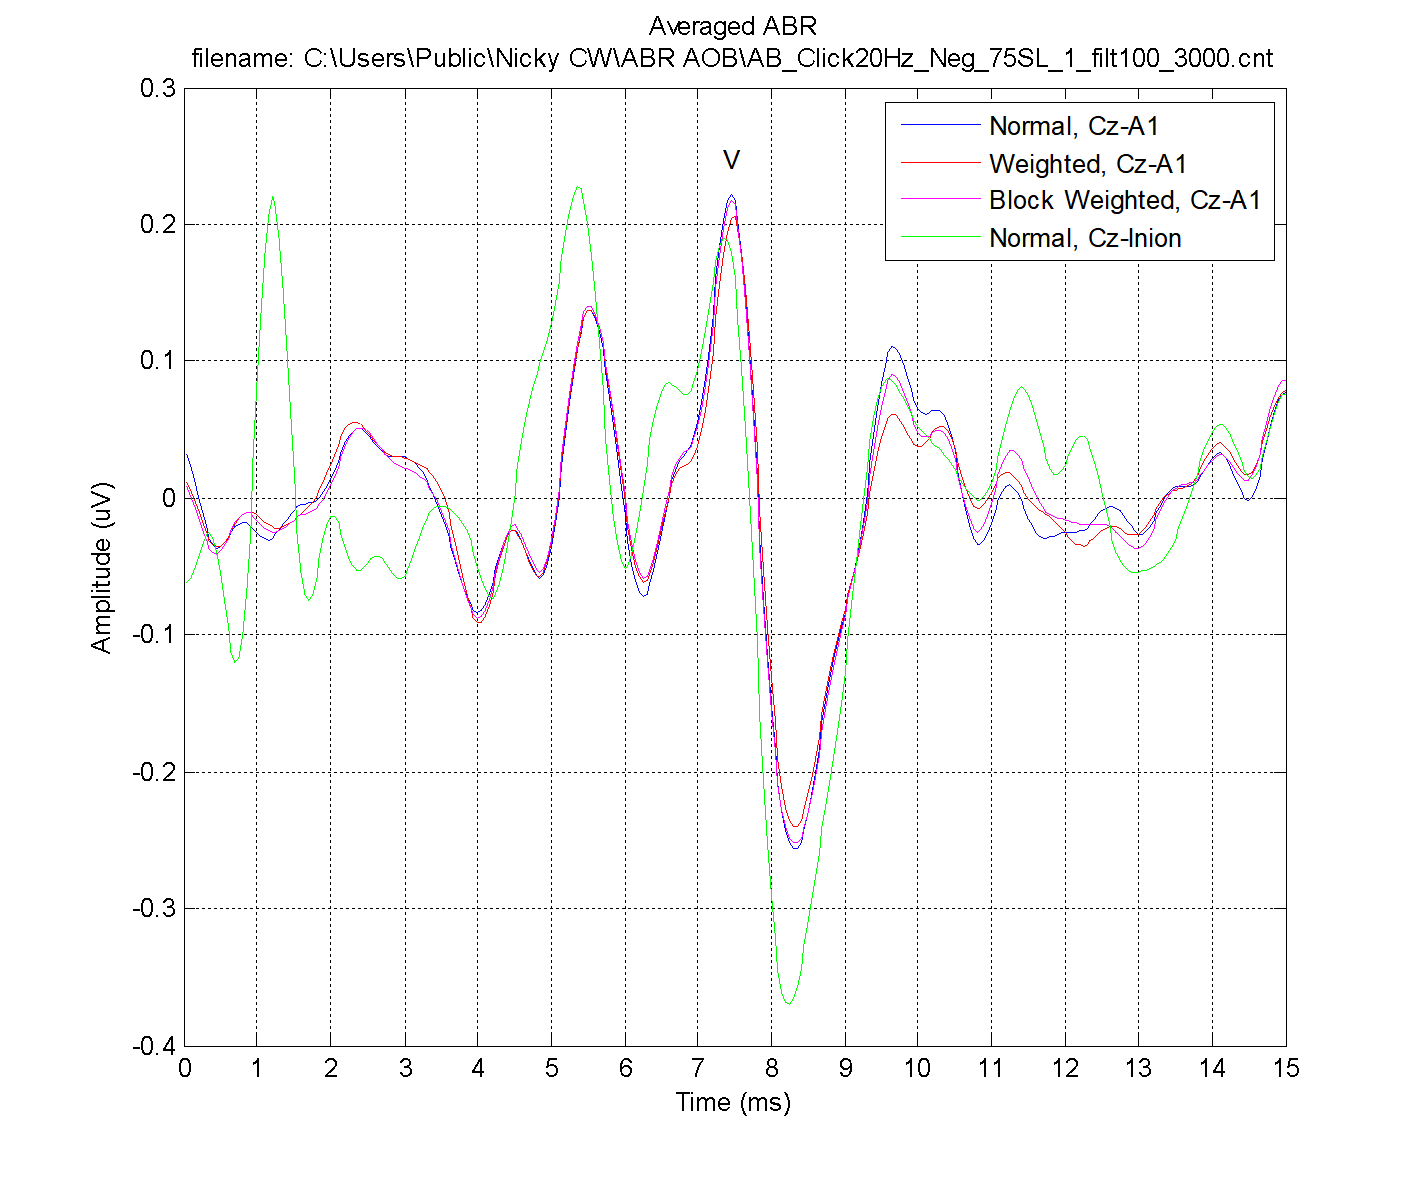 Averaged ABR
filename: C:\Users\Public\Nicky CW\ABR AOB\AB_Click20Hz_Neg_75SL_1_filt100_3000.cnt
0.3
0.2
0.1
0
-0.1
-0.2
-0.3
-0.4
Amplitude (uV)
V
Normal, Cz-A1
Weighted, Cz-A1
Block Weighted, Cz-A1
Normal, Cz-Inion
0 1 2 3 4 5 6 7 8 9 10 11 12 13 14 15
Time (ms)